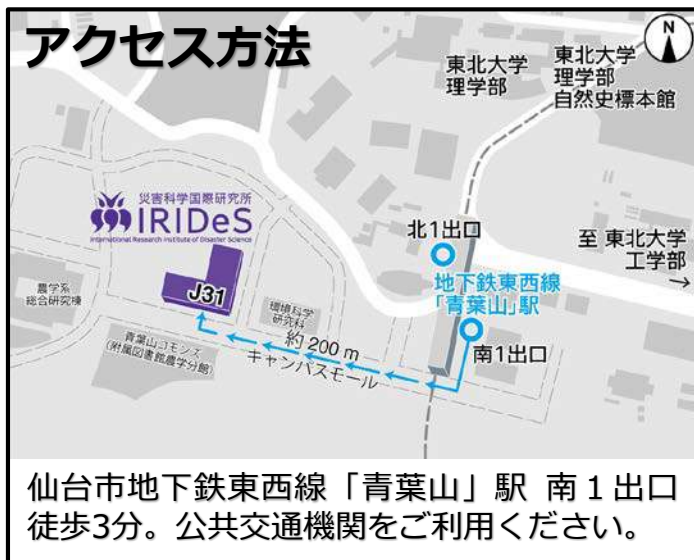 アクセス方法
N
東北大学
理学部
東北大学
理学部
自然史標本館
災害科学国際研究所
IRIDeS
International Research Institute of Disaster Science
北1出口
至 東北大学
工学部
→
地下鉄東西線
「青葉山」駅
J31
農学系
総合研究棟
環境科学
研究科
南1出口
約 200 m
青葉山コモンズ
(附属図書館農学分館)
キャンパスモール
仙台市地下鉄東西線「青葉山」駅 南１出口
徒歩3分。公共交通機関をご利用ください。